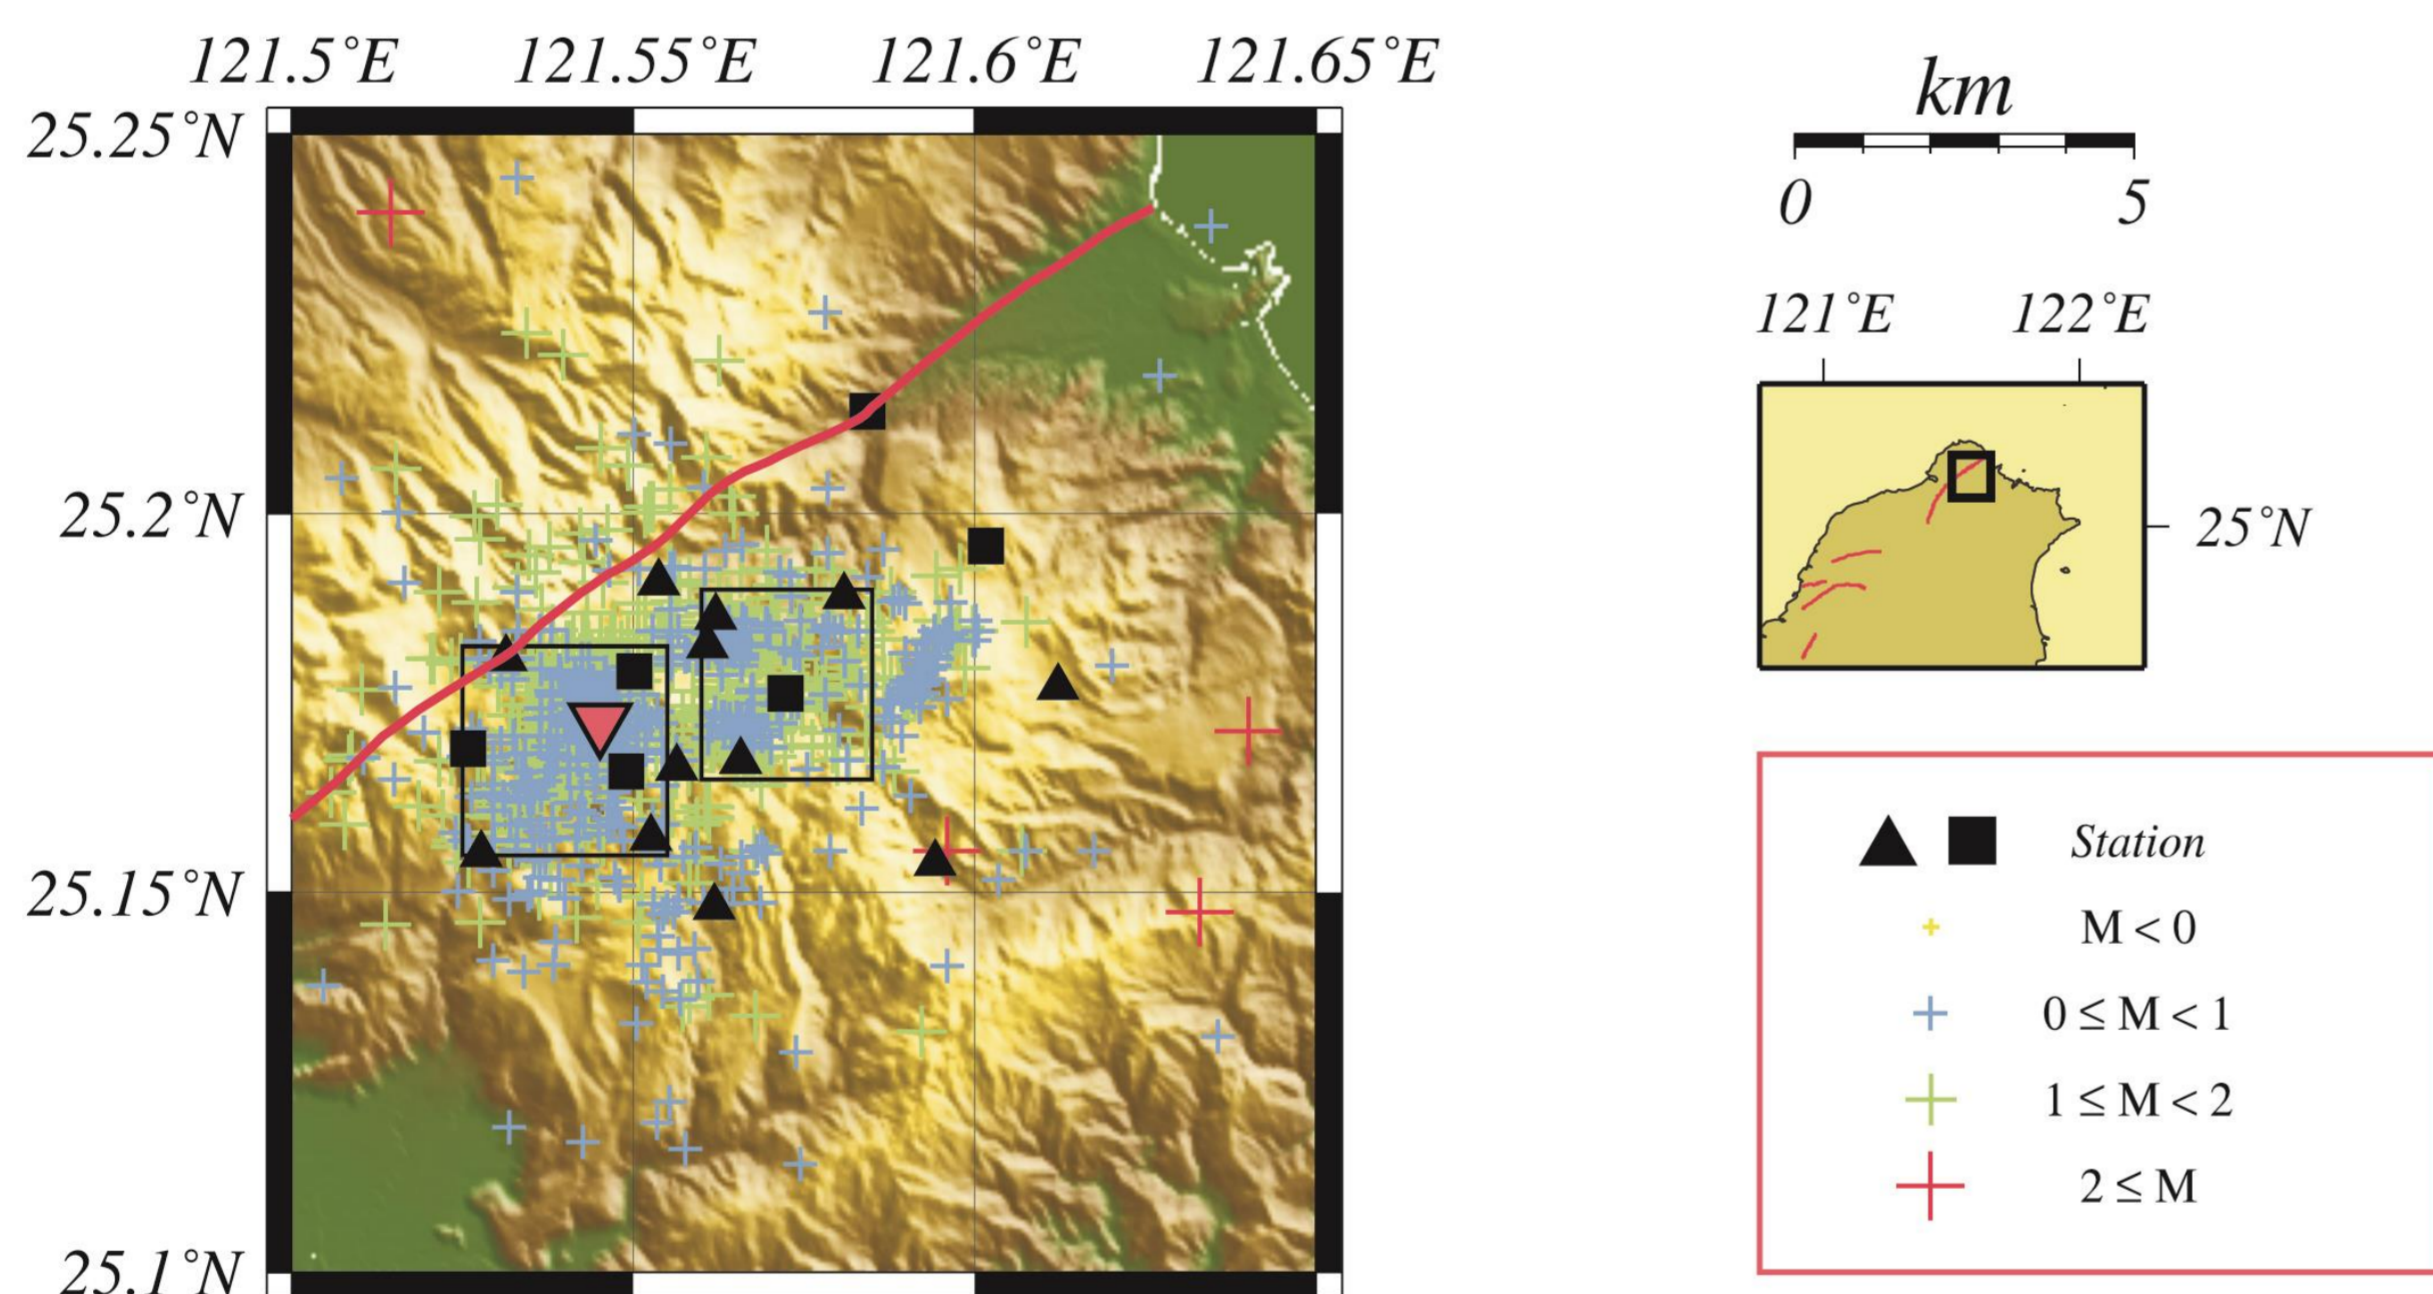 121.5°E 121.55°E 121.6°E 121.65°E
25.25°N
25.2°N
25.15°N
25.1°N
km
0 5
121°E 122°E
25°N
Station
M < 0
0 ≤ M < 1
1 ≤ M < 2
2 ≤ M